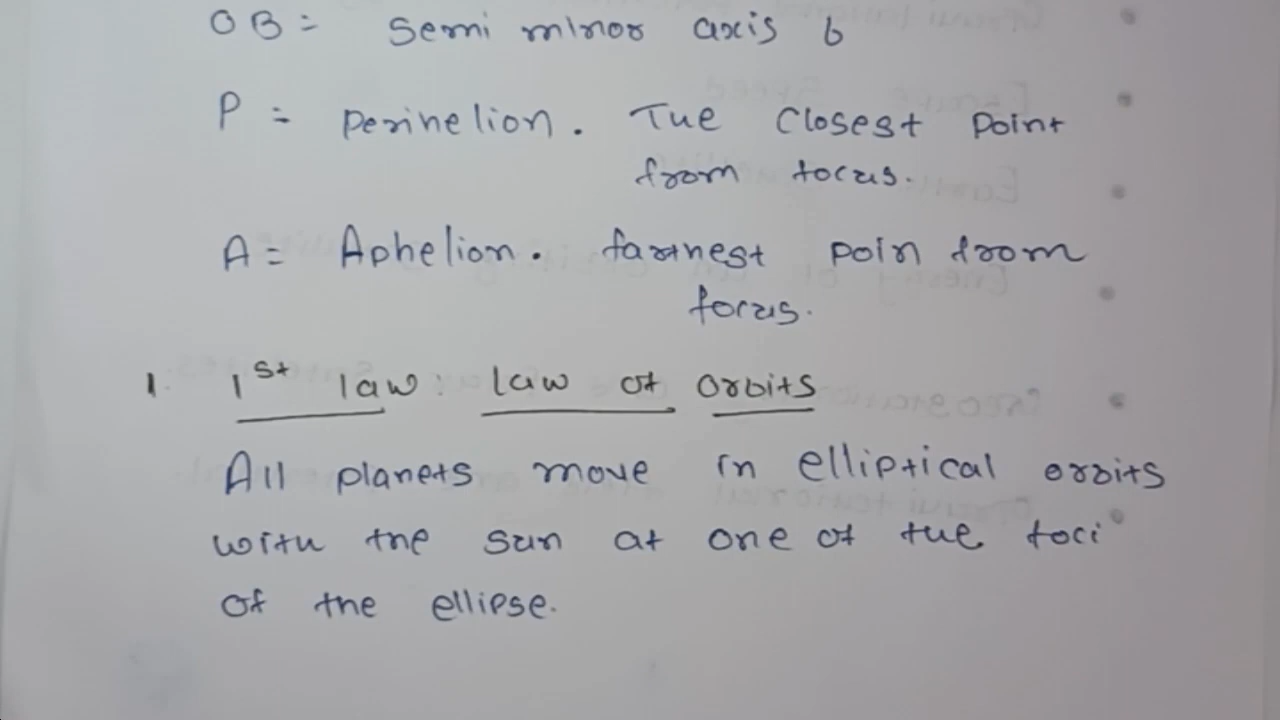 OB = semi minor axis b
P = perihelion. The closest point
from focus.
A = Aphelion. farthest poin from
focus.
1. 1st law: law of orbits
All planets move in elliptical orbits
with the sun at one of the foci
of the ellipse.